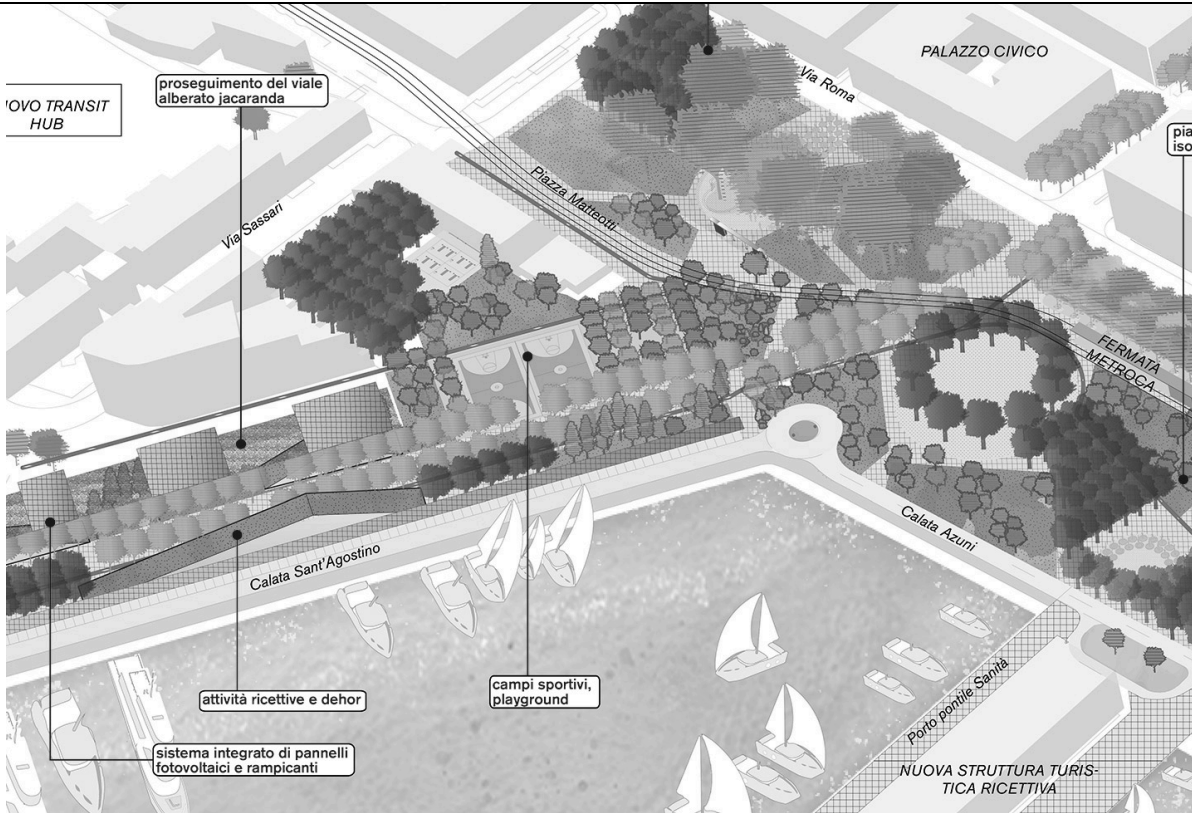 PALAZZO CIVICO
Via Roma
proseguimento del viale
alberato jacaranda
HUB
TRANSIT
Via Sassari
Piazza Matteotti
FERMATA
METROCA
Calata Azuni
Calata Sant'Agostino
attività ricettive e dehor
campi sportivi,
playground
Porto pontile Sanità
sistema integrato di pannelli
fotovoltaici e rampicanti
NUOVA STRUTTURA TURIS-
TICA RICETTIVA